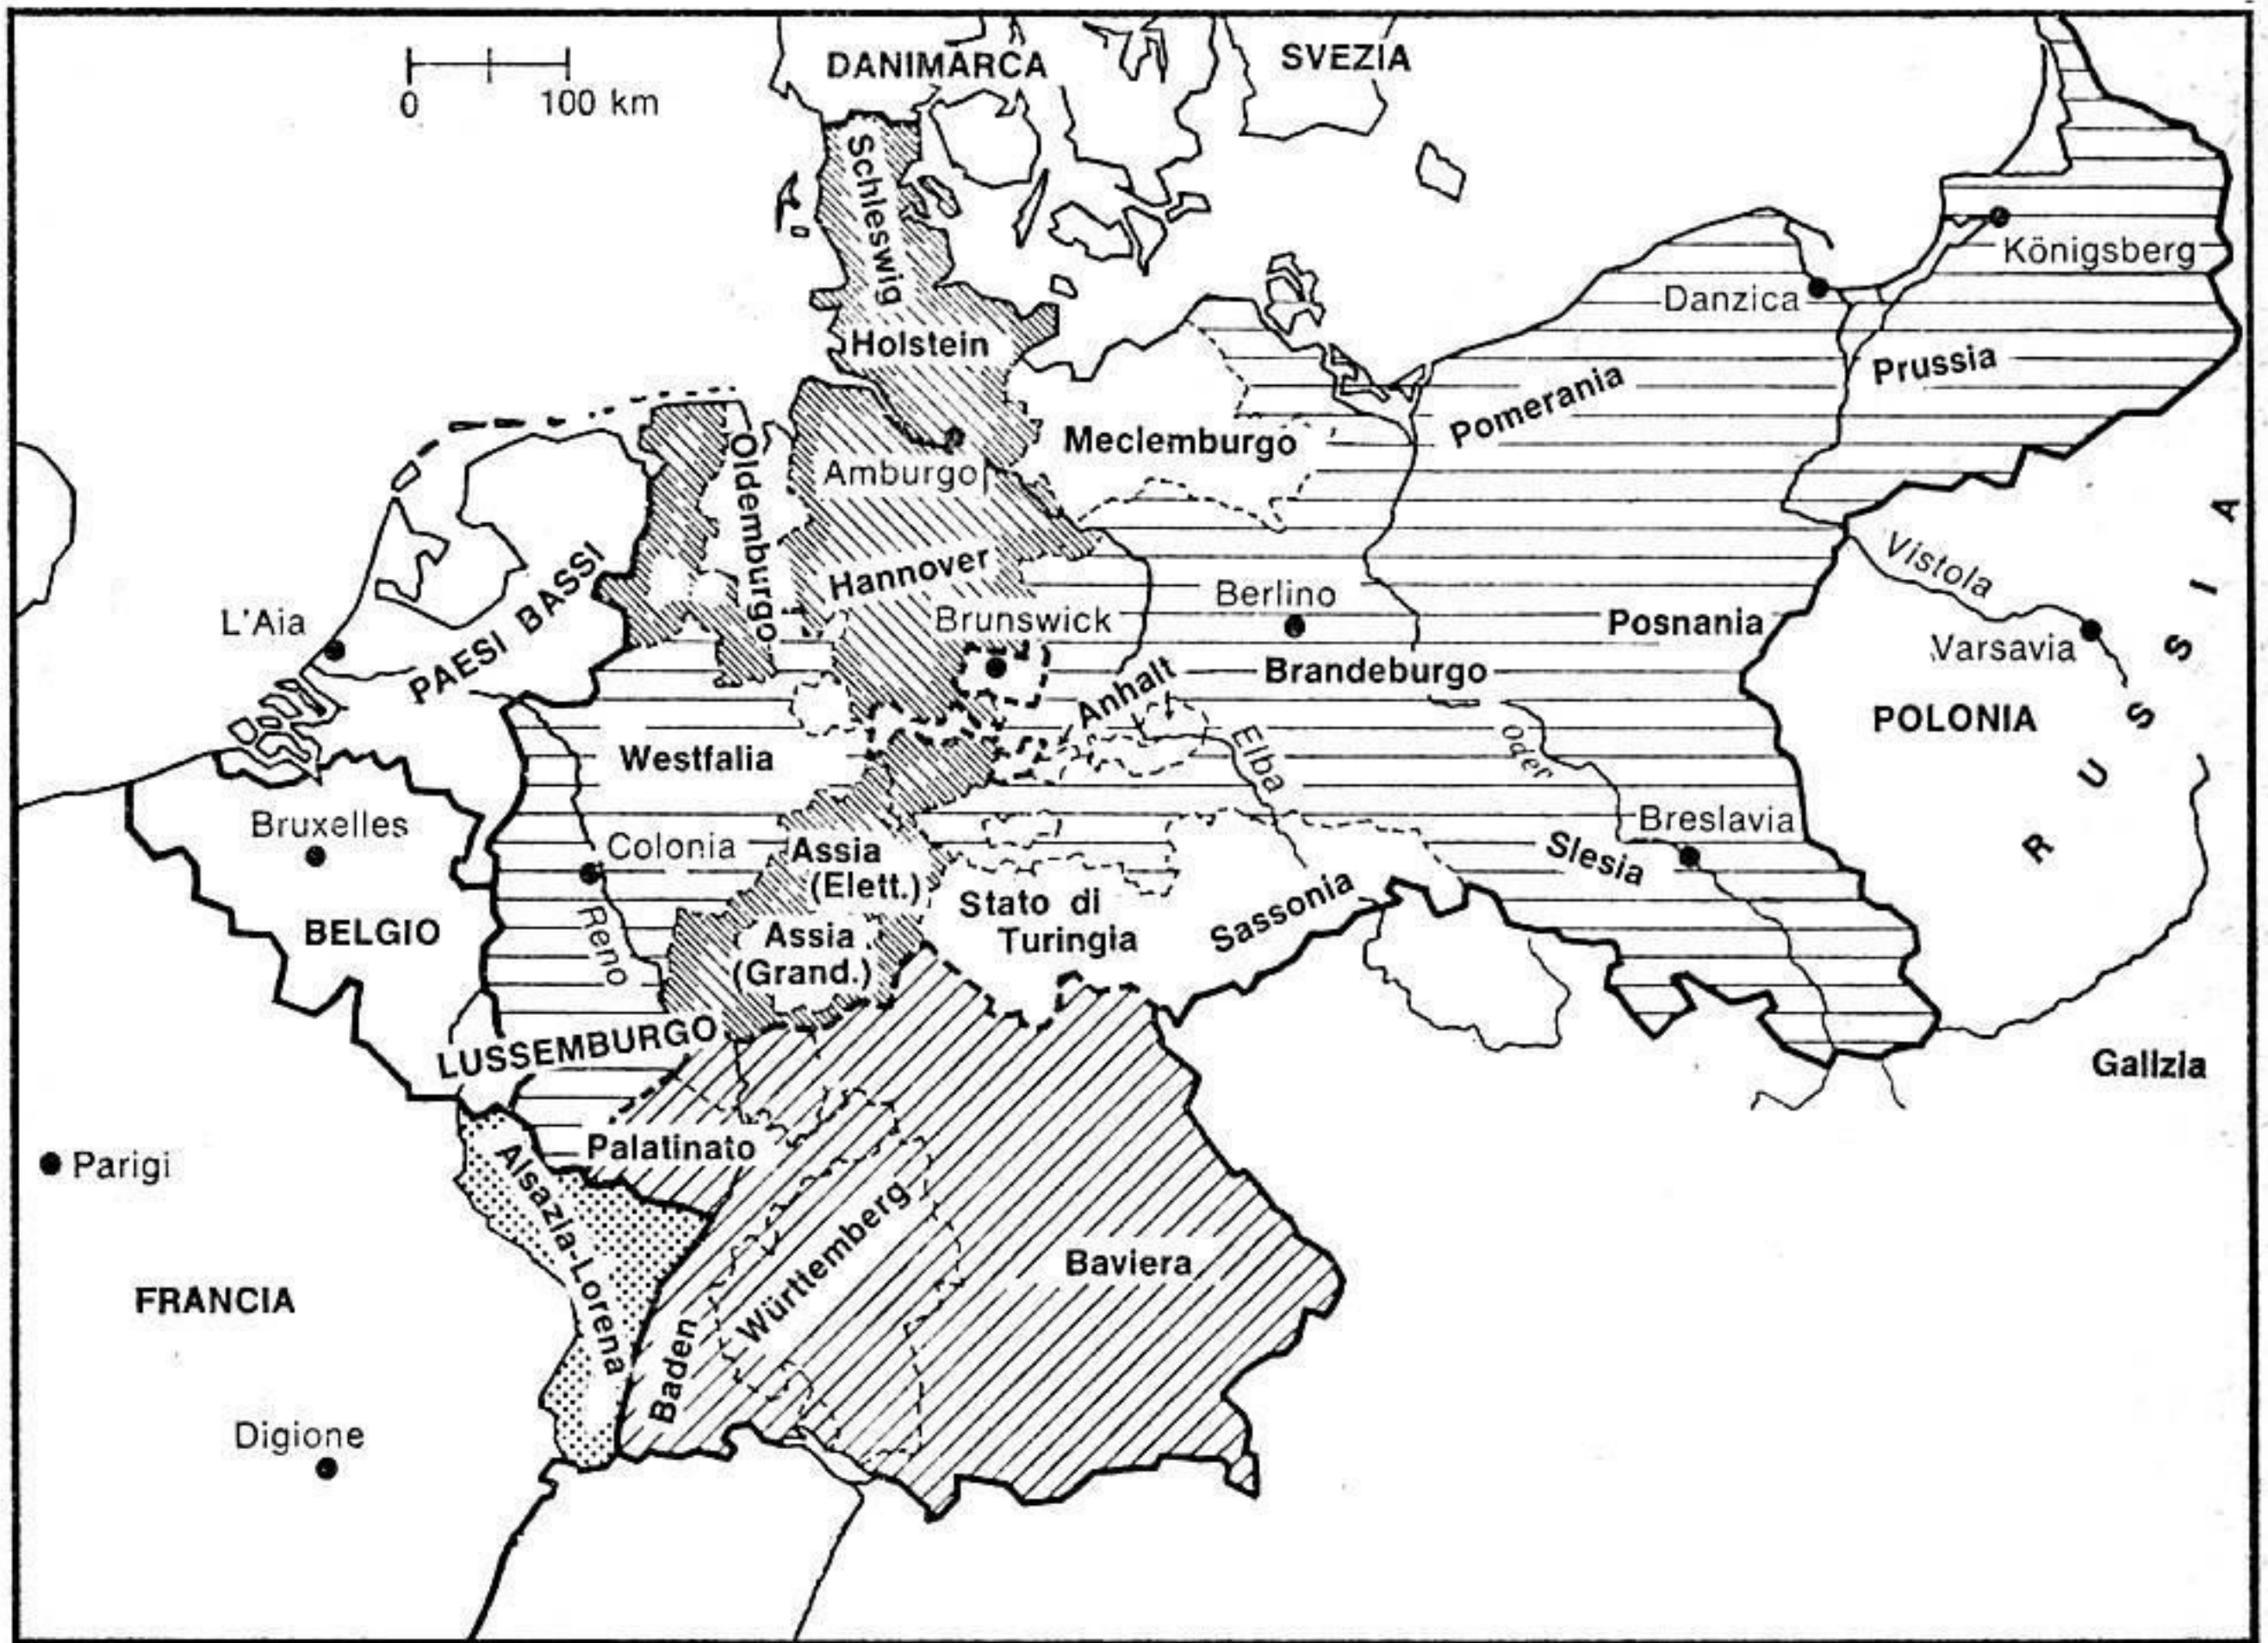 DANIMARCA
SVEZIA
0 100 km
Schleswig
Königsberg
Danzica
Holstein
Prussia
Pomerania
Meclemburgo
Oldemburgo
Amburgo
Hannover
Vistola
PAESI BASSI
L'Aia
Berlino
Brunswick
Posnania
Varsavia
Brandeburgo
Anhalt
POLONIA
RUSSIA
Westfalia
Elba
Oder
Bruxelles
Colonia
Breslavia
Assia
(Elett.)
Slesia
Stato di
Turingia
Sassonia
BELGIO
Reno
Assia
(Grand.)
LUSSEMBURGO
Galizia
Parigi
Palatinato
Alsazia-Lorena
Württemberg
Baviera
FRANCIA
Baden
Digione